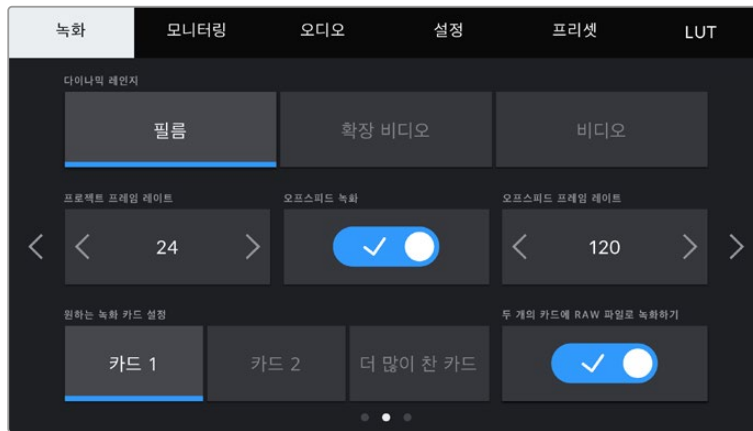 녹화 모니터링 오디오 설정 프리셋 LUT
다이나믹 레인지
필름 확장 비디오 비디오
프로젝트 프레임 레이트 오프스피드 녹화 오프스피드 프레임 레이트
24 120
원하는 녹화 카드 설정 두 개의 카드에 RAW 파일로 녹화하기
카드 1 카드 2 더 많이 찬 카드